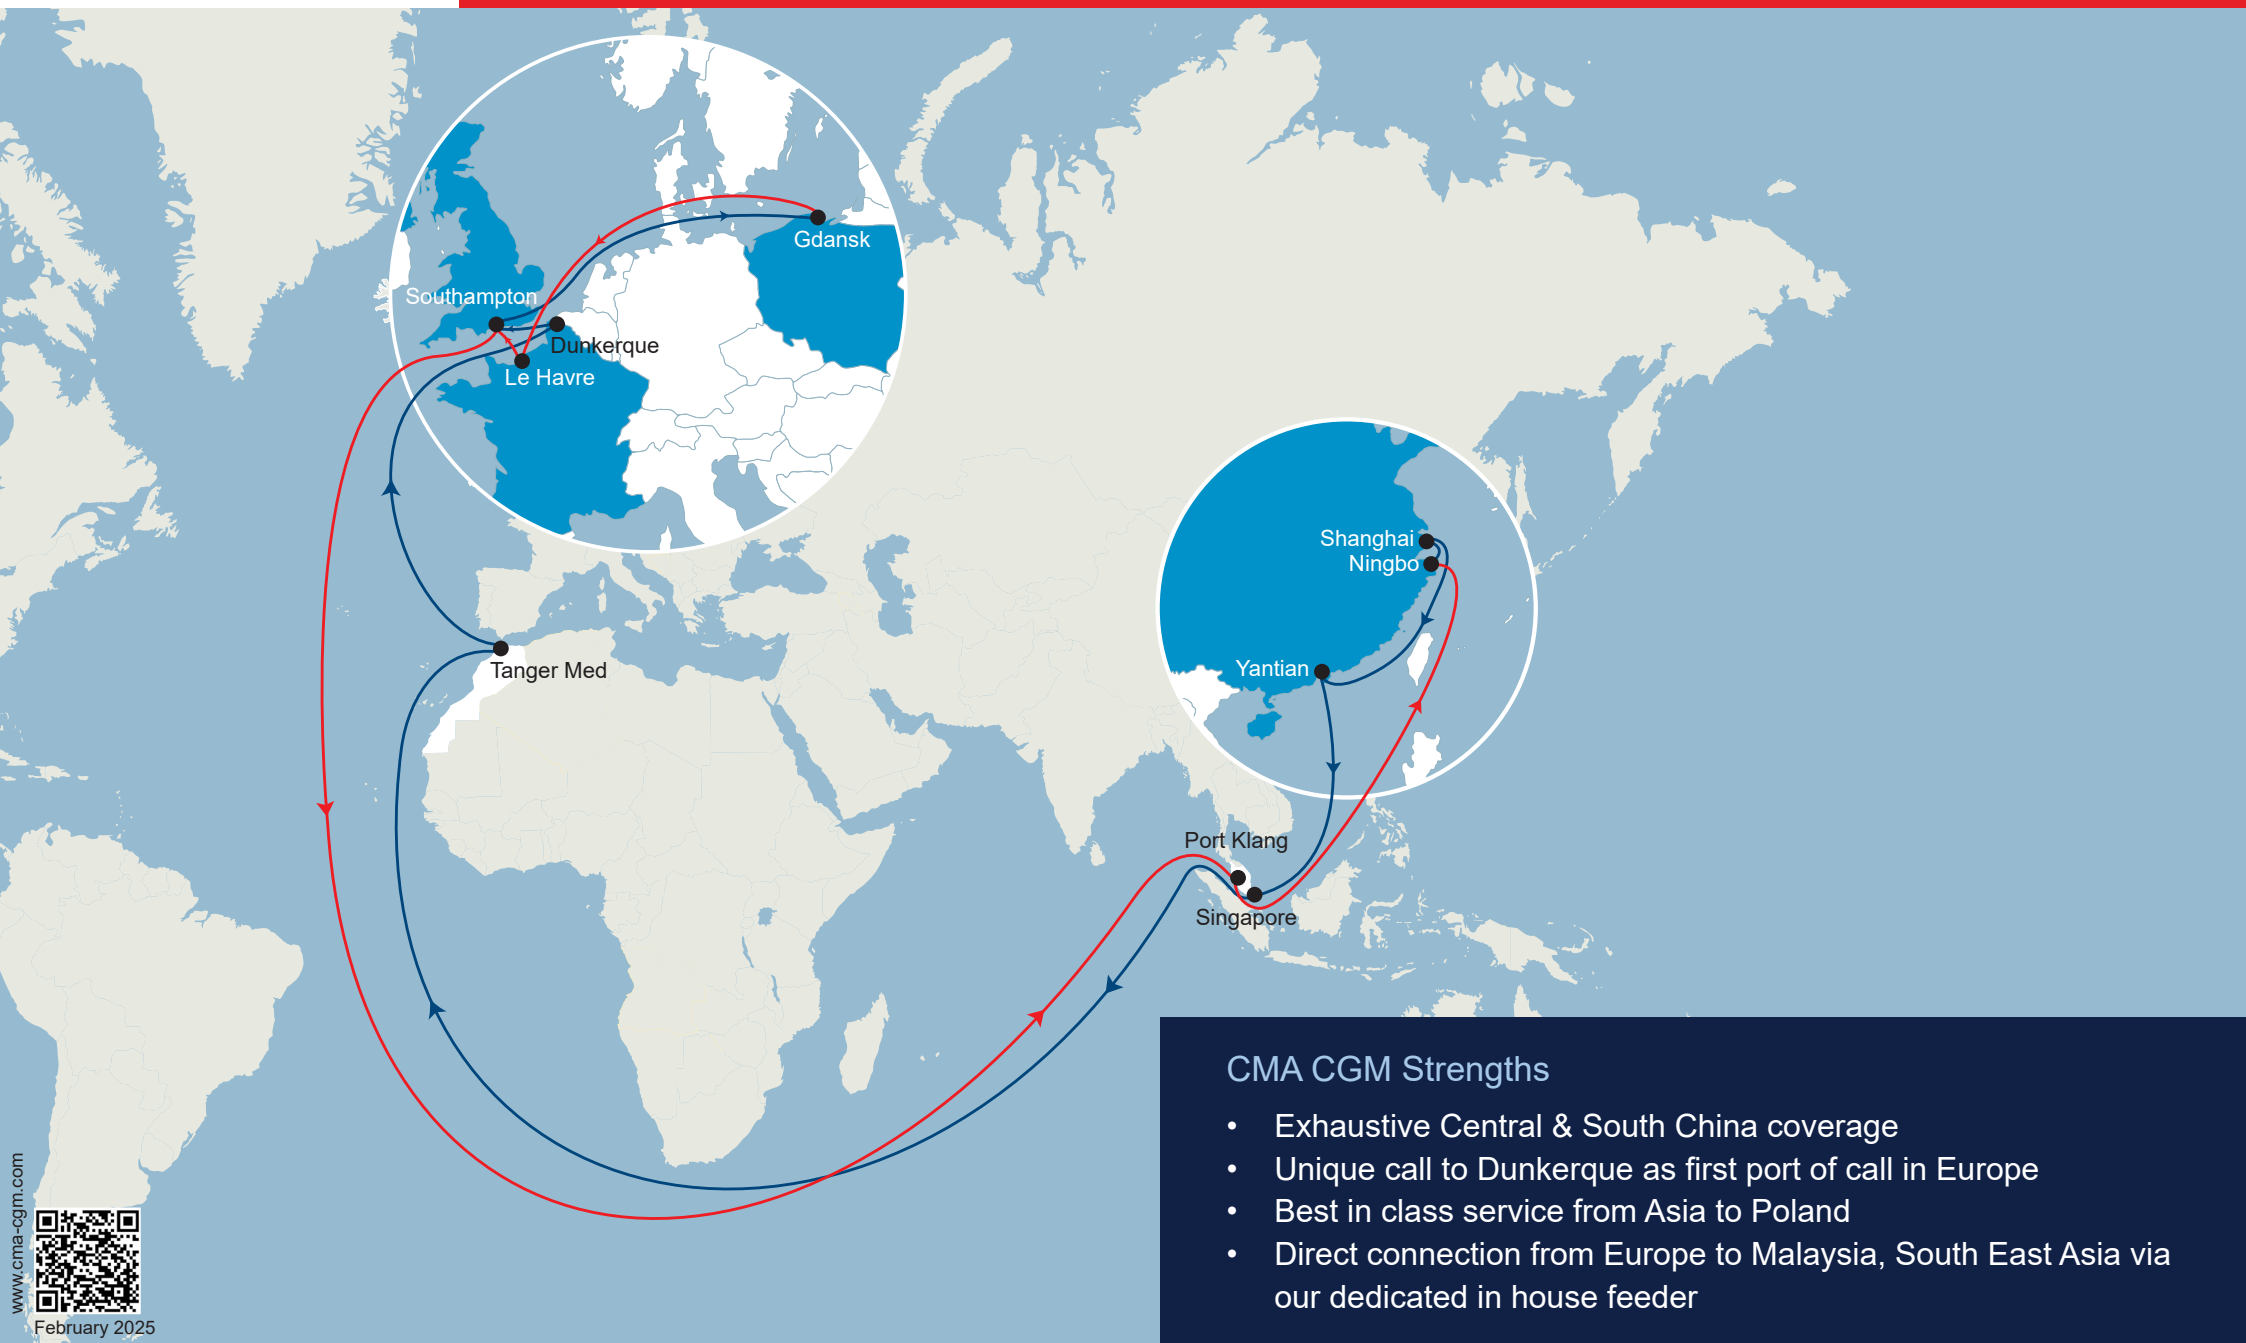 Gdansk
Southampton
Dunkerque
Le Havre
Shanghai
Ningbo
Yantian
Tanger Med
Port Klang
Singapore
CMA CGM Strengths
• Exhaustive Central & South China coverage
• Unique call to Dunkerque as first port of call in Europe
• Best in class service from Asia to Poland
• Direct connection from Europe to Malaysia, South East Asia via
our dedicated in house feeder
www.cma-cgm.com
February 2025